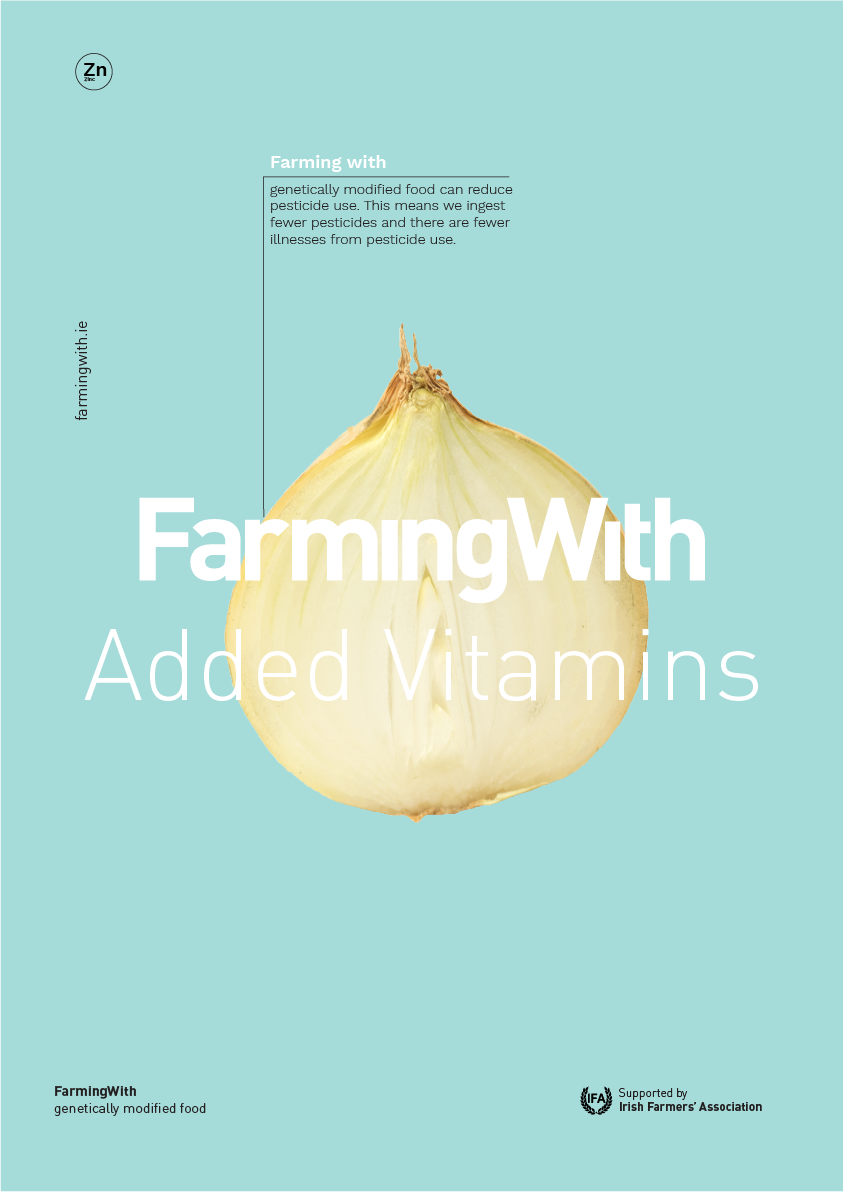 Zn
Zinc
Farming with
genetically modified food can reduce
pesticide use. This means we ingest
fewer pesticides and there are fewer
illnesses from pesticide use.
farmingwith.ie
FarmingWith
Added Vitamins
FarmingWith
genetically modified food
IFA
Supported by
Irish Farmers' Association